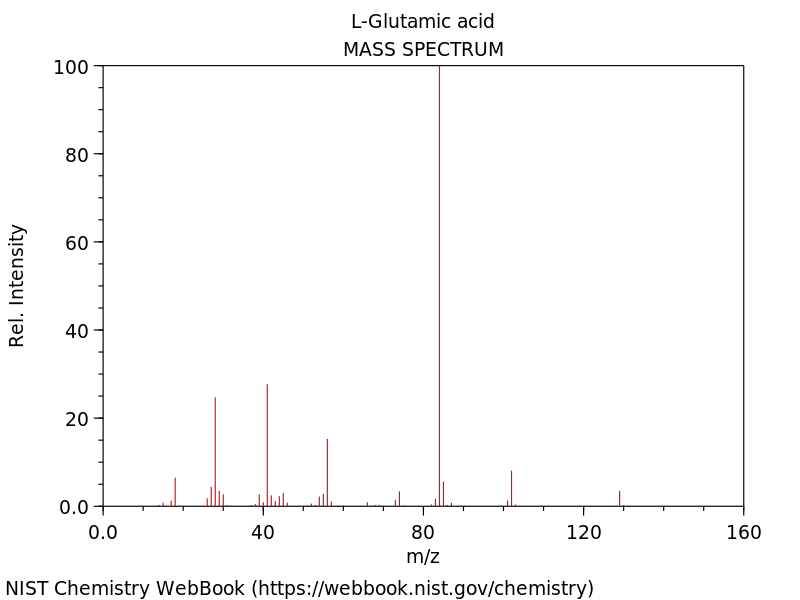 L-Glutamic acid
MASS SPECTRUM
100
80
60
40
20
0.0
Rel. Intensity
0.0 40 80 120 160
m/z
NIST Chemistry WebBook (https://webbook.nist.gov/chemistry)